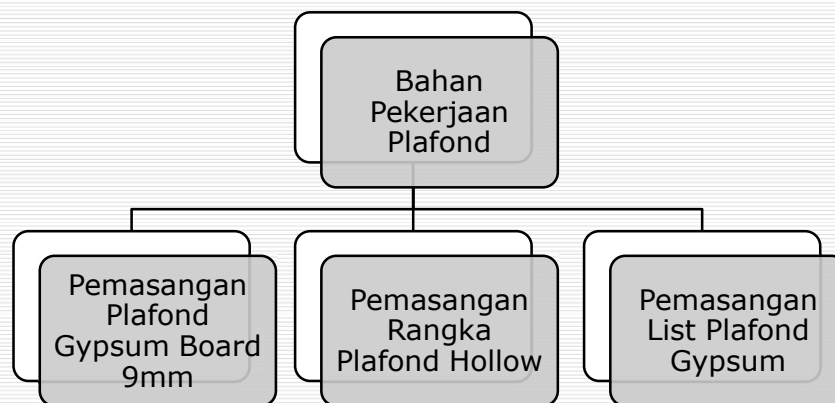 Bahan
Pekerjaan
Plafond
Pemasangan
Plafond
Gypsum Board
9mm
Pemasangan
Rangka
Plafond Hollow
Pemasangan
List Plafond
Gypsum